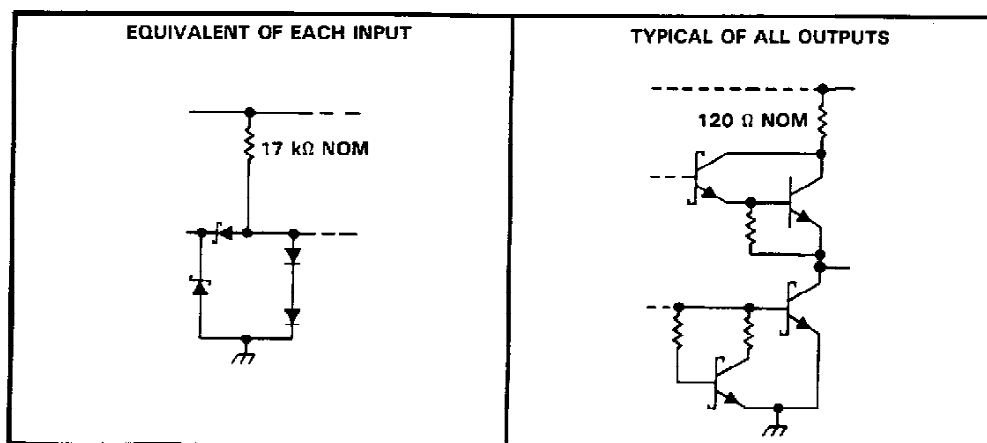 EQUIVALENT OF EACH INPUT
17 kΩ NOM
TYPICAL OF ALL OUTPUTS
120 Ω NOM